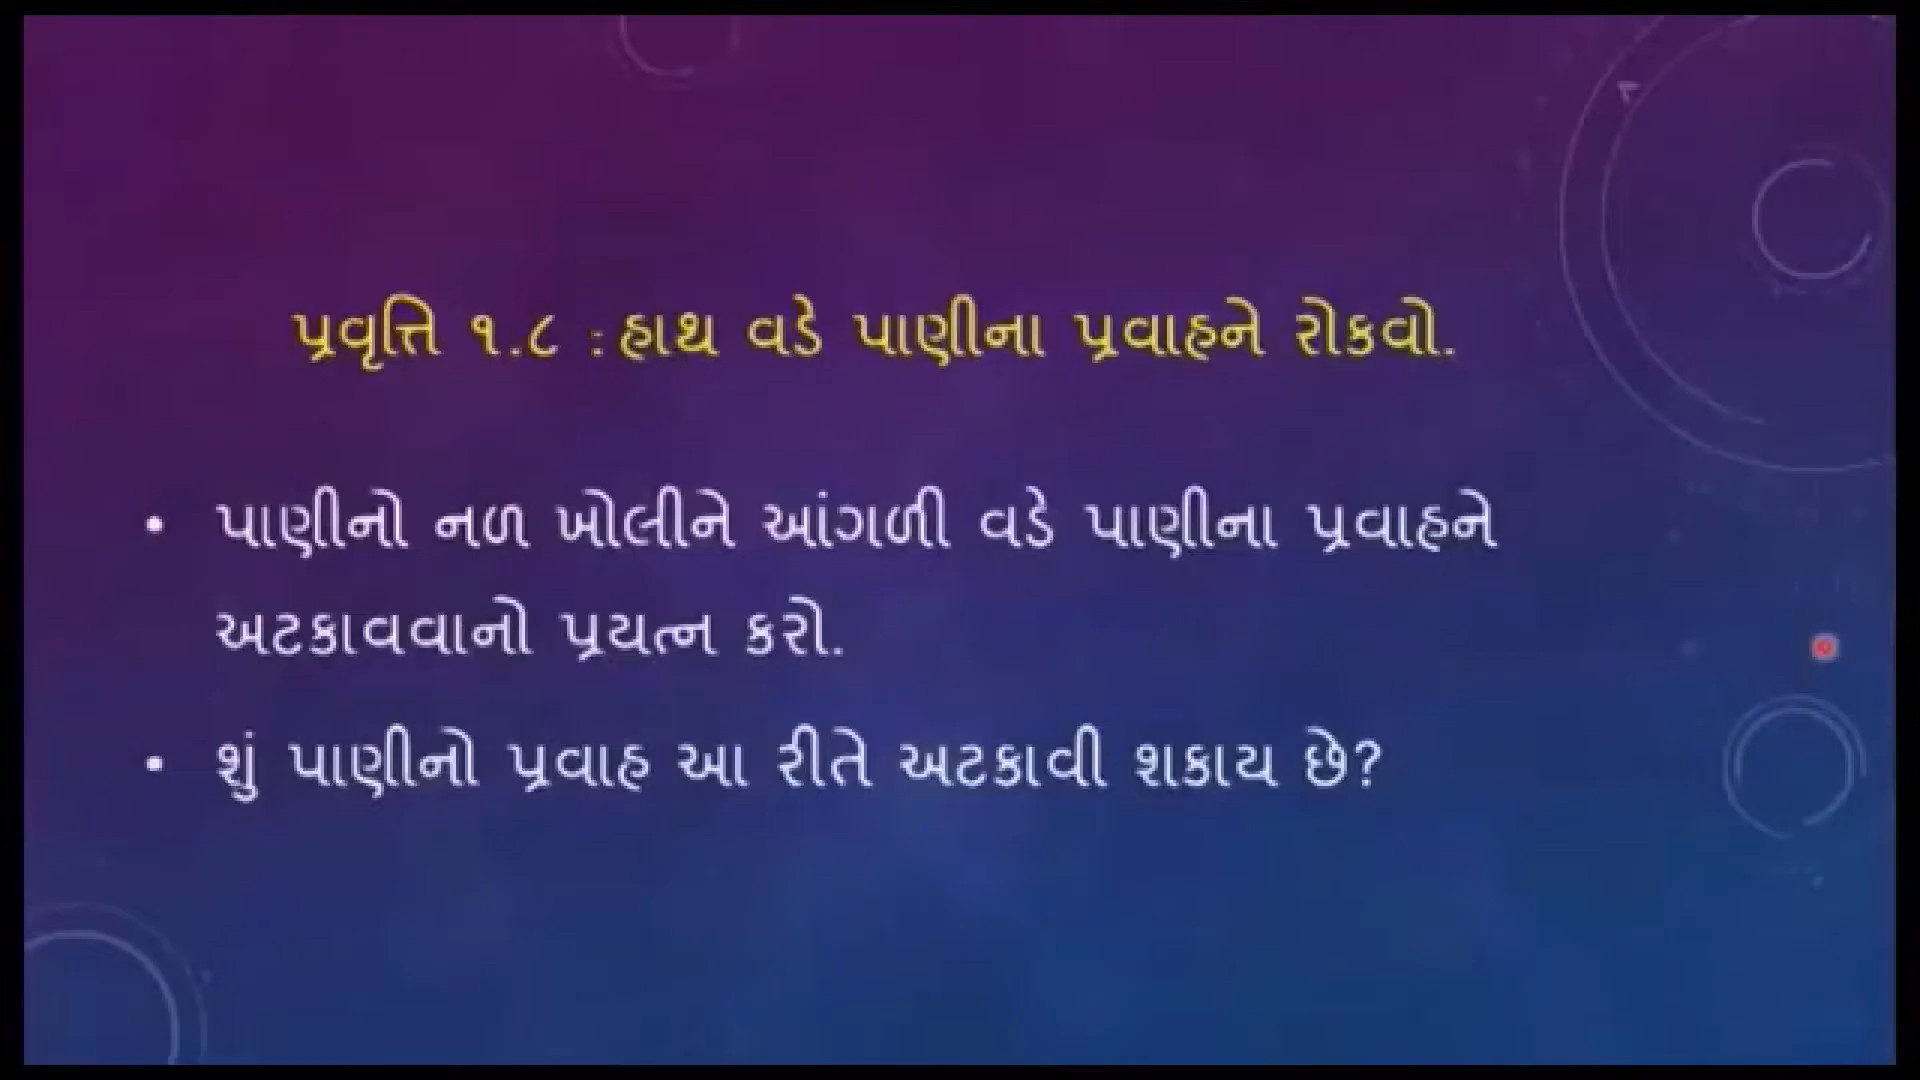 પ્રવૃત્તિ ૧.૮ : હાથ વડે પાણીના પ્રવાહને રોકવો.
• પાણીનો નળ ખોલીને આંગળી વડે પાણીના પ્રવાહને
અટકાવવાનો પ્રયત્ન કરો.
• શું પાણીનો પ્રવાહ આ રીતે અટકાવી શકાય છે?